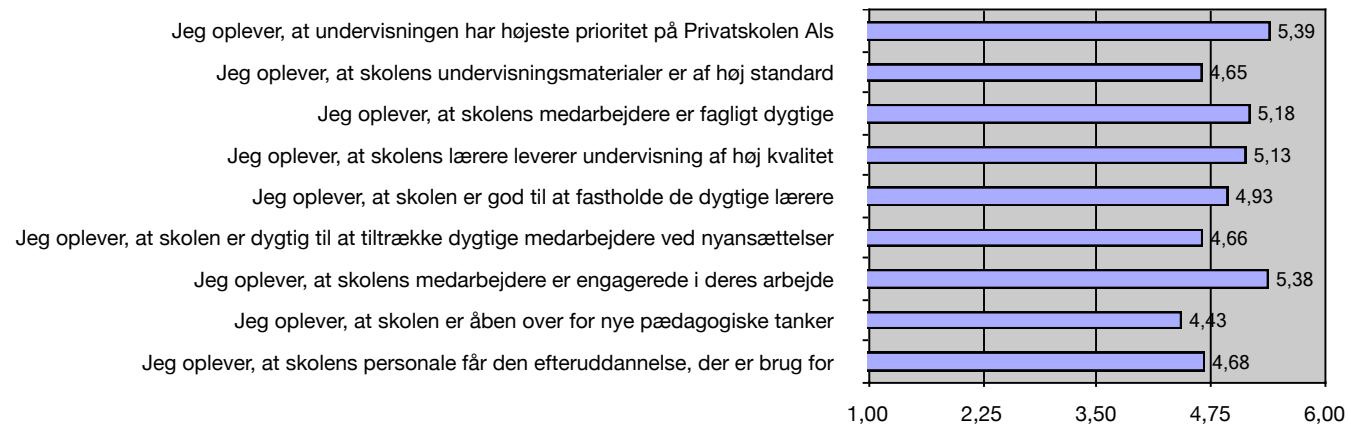 Jeg oplever, at undervisningen har højeste prioritet på Privatskolen Als 5,39
Jeg oplever, at skolens undervisningsmaterialer er af høj standard 4,65
Jeg oplever, at skolens medarbejdere er fagligt dygtige 5,18
Jeg oplever, at skolens lærere leverer undervisning af høj kvalitet 5,13
Jeg oplever, at skolen er god til at fastholde de dygtige lærere 4,93
Jeg oplever, at skolen er dygtig til at tiltrække dygtige medarbejdere ved nyansættelser 4,66
Jeg oplever, at skolens medarbejdere er engagerede i deres arbejde 5,38
Jeg oplever, at skolen er åben over for nye pædagogiske tanker 4,43
Jeg oplever, at skolens personale får den efteruddannelse, der er brug for 4,68
1,00 2,25 3,50 4,75 6,00